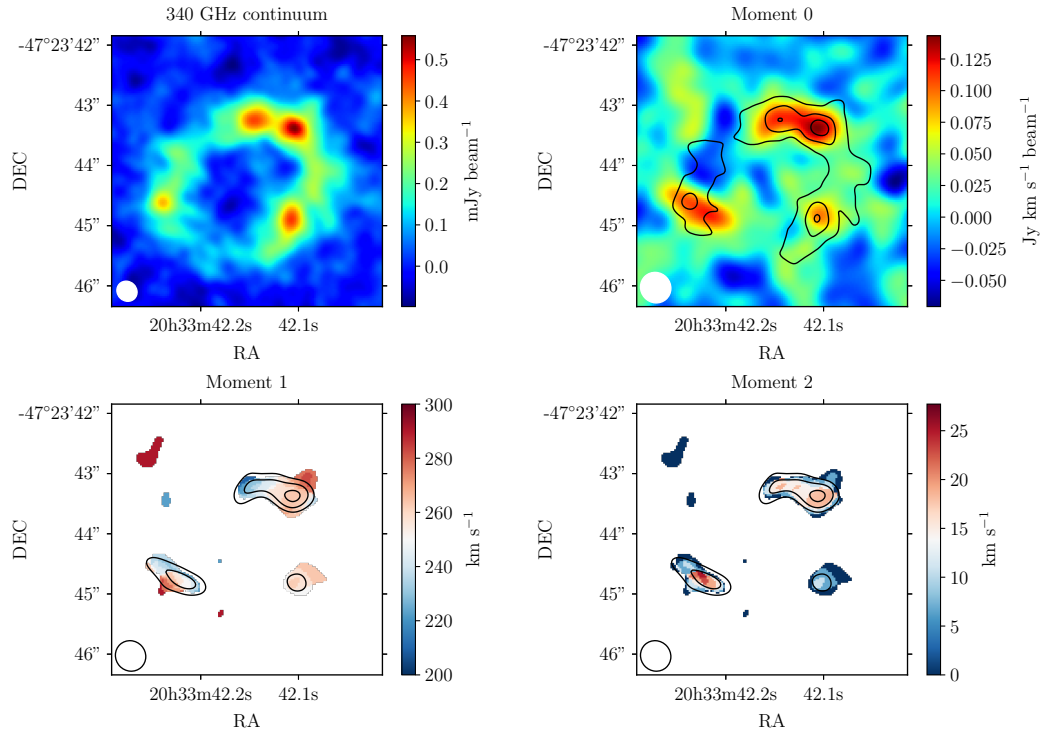 340 GHz continuum
-47°23'42"
43"
44"
45"
46"
DEC
20h33m42.2s
42.1s
RA
0.5
0.4
0.3
0.2
0.1
0.0
mJy beam−1
Moment 0
-47°23'42"
43"
44"
45"
46"
DEC
20h33m42.2s
42.1s
RA
0.125
0.100
0.075
0.050
0.025
0.000
−0.025
−0.050
Jy km s−1 beam−1
Moment 1
-47°23'42"
43"
44"
45"
46"
DEC
20h33m42.2s
42.1s
RA
300
280
260
240
220
200
km s−1
Moment 2
-47°23'42"
43"
44"
45"
46"
DEC
20h33m42.2s
42.1s
RA
25
20
15
10
5
0
km s−1